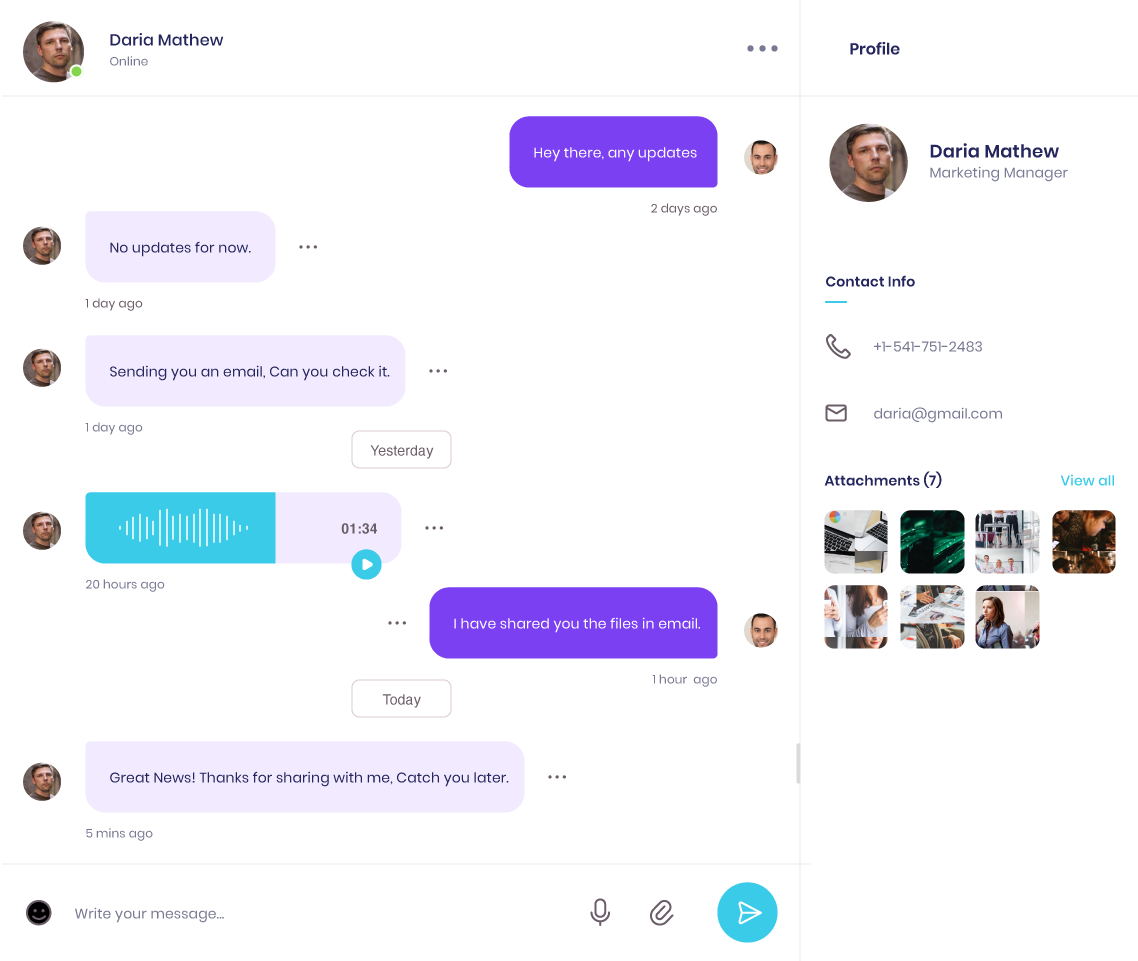 Daria Mathew
Online
Profile
Hey there, any updates
2 days ago
No updates for now.
1 day ago
Sending you an email, Can you check it.
1 day ago
Yesterday
01:34
20 hours ago
I have shared you the files in email.
1 hour ago
Today
Great News! Thanks for sharing with me, Catch you later.
5 mins ago
Write your message...
Daria Mathew
Marketing Manager
Contact Info
+1-541-751-2483
daria@gmail.com
Attachments (7)
View all